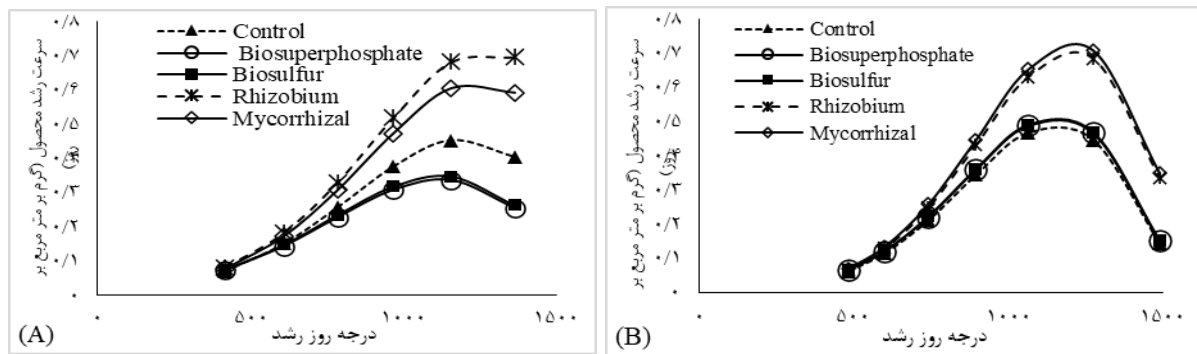 ۰/۸
۰/۷
۰/۶
۰/۵
۰/۴
۰/۳
۰/۲
۰/۱
۰
سرعت رشد محصول (گرم بر متر مربع بر
روز)
Control
Biosuperphosphate
Biosulfur
Rhizobium
Mycorrhizal
۰ ۵۰۰ ۱۰۰۰ ۱۵۰۰
درجه روز رشد
(A)
۰/۸
۰/۷
۰/۶
۰/۵
۰/۴
۰/۳
۰/۲
۰/۱
۰
سرعت رشد محصول (گرم بر متر مربع بر
روز)
Control
Biosuperphosphate
Biosulfur
Rhizobium
Mycorrhizal
۰ ۵۰۰ ۱۰۰۰ ۱۵۰۰
درجه روز رشد
(B)